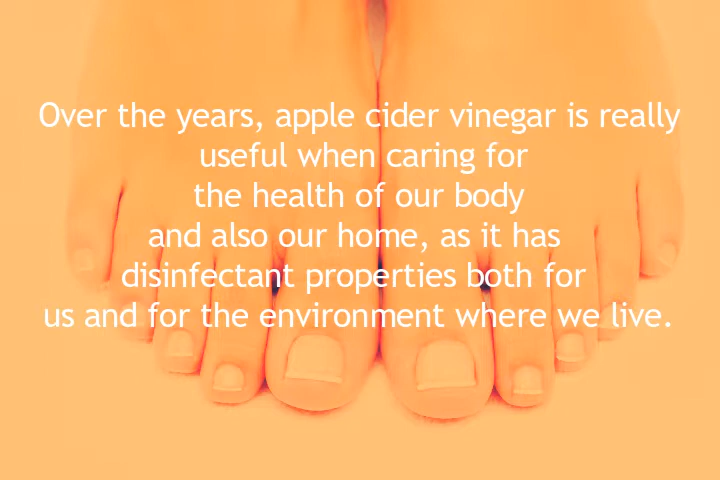 Over the years, apple cider vinegar is really
useful when caring for
the health of our body
and also our home, as it has
disinfectant properties both for
us and for the environment where we live.